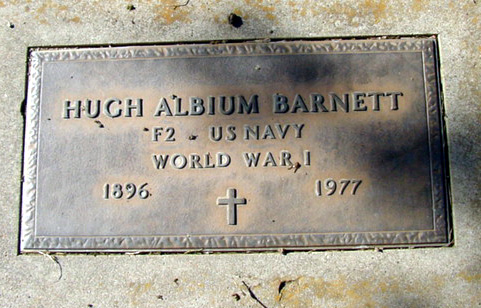 HUGH ALBIUM BARNETT
F2 US NAVY
WORLD WAR I
1896 1977